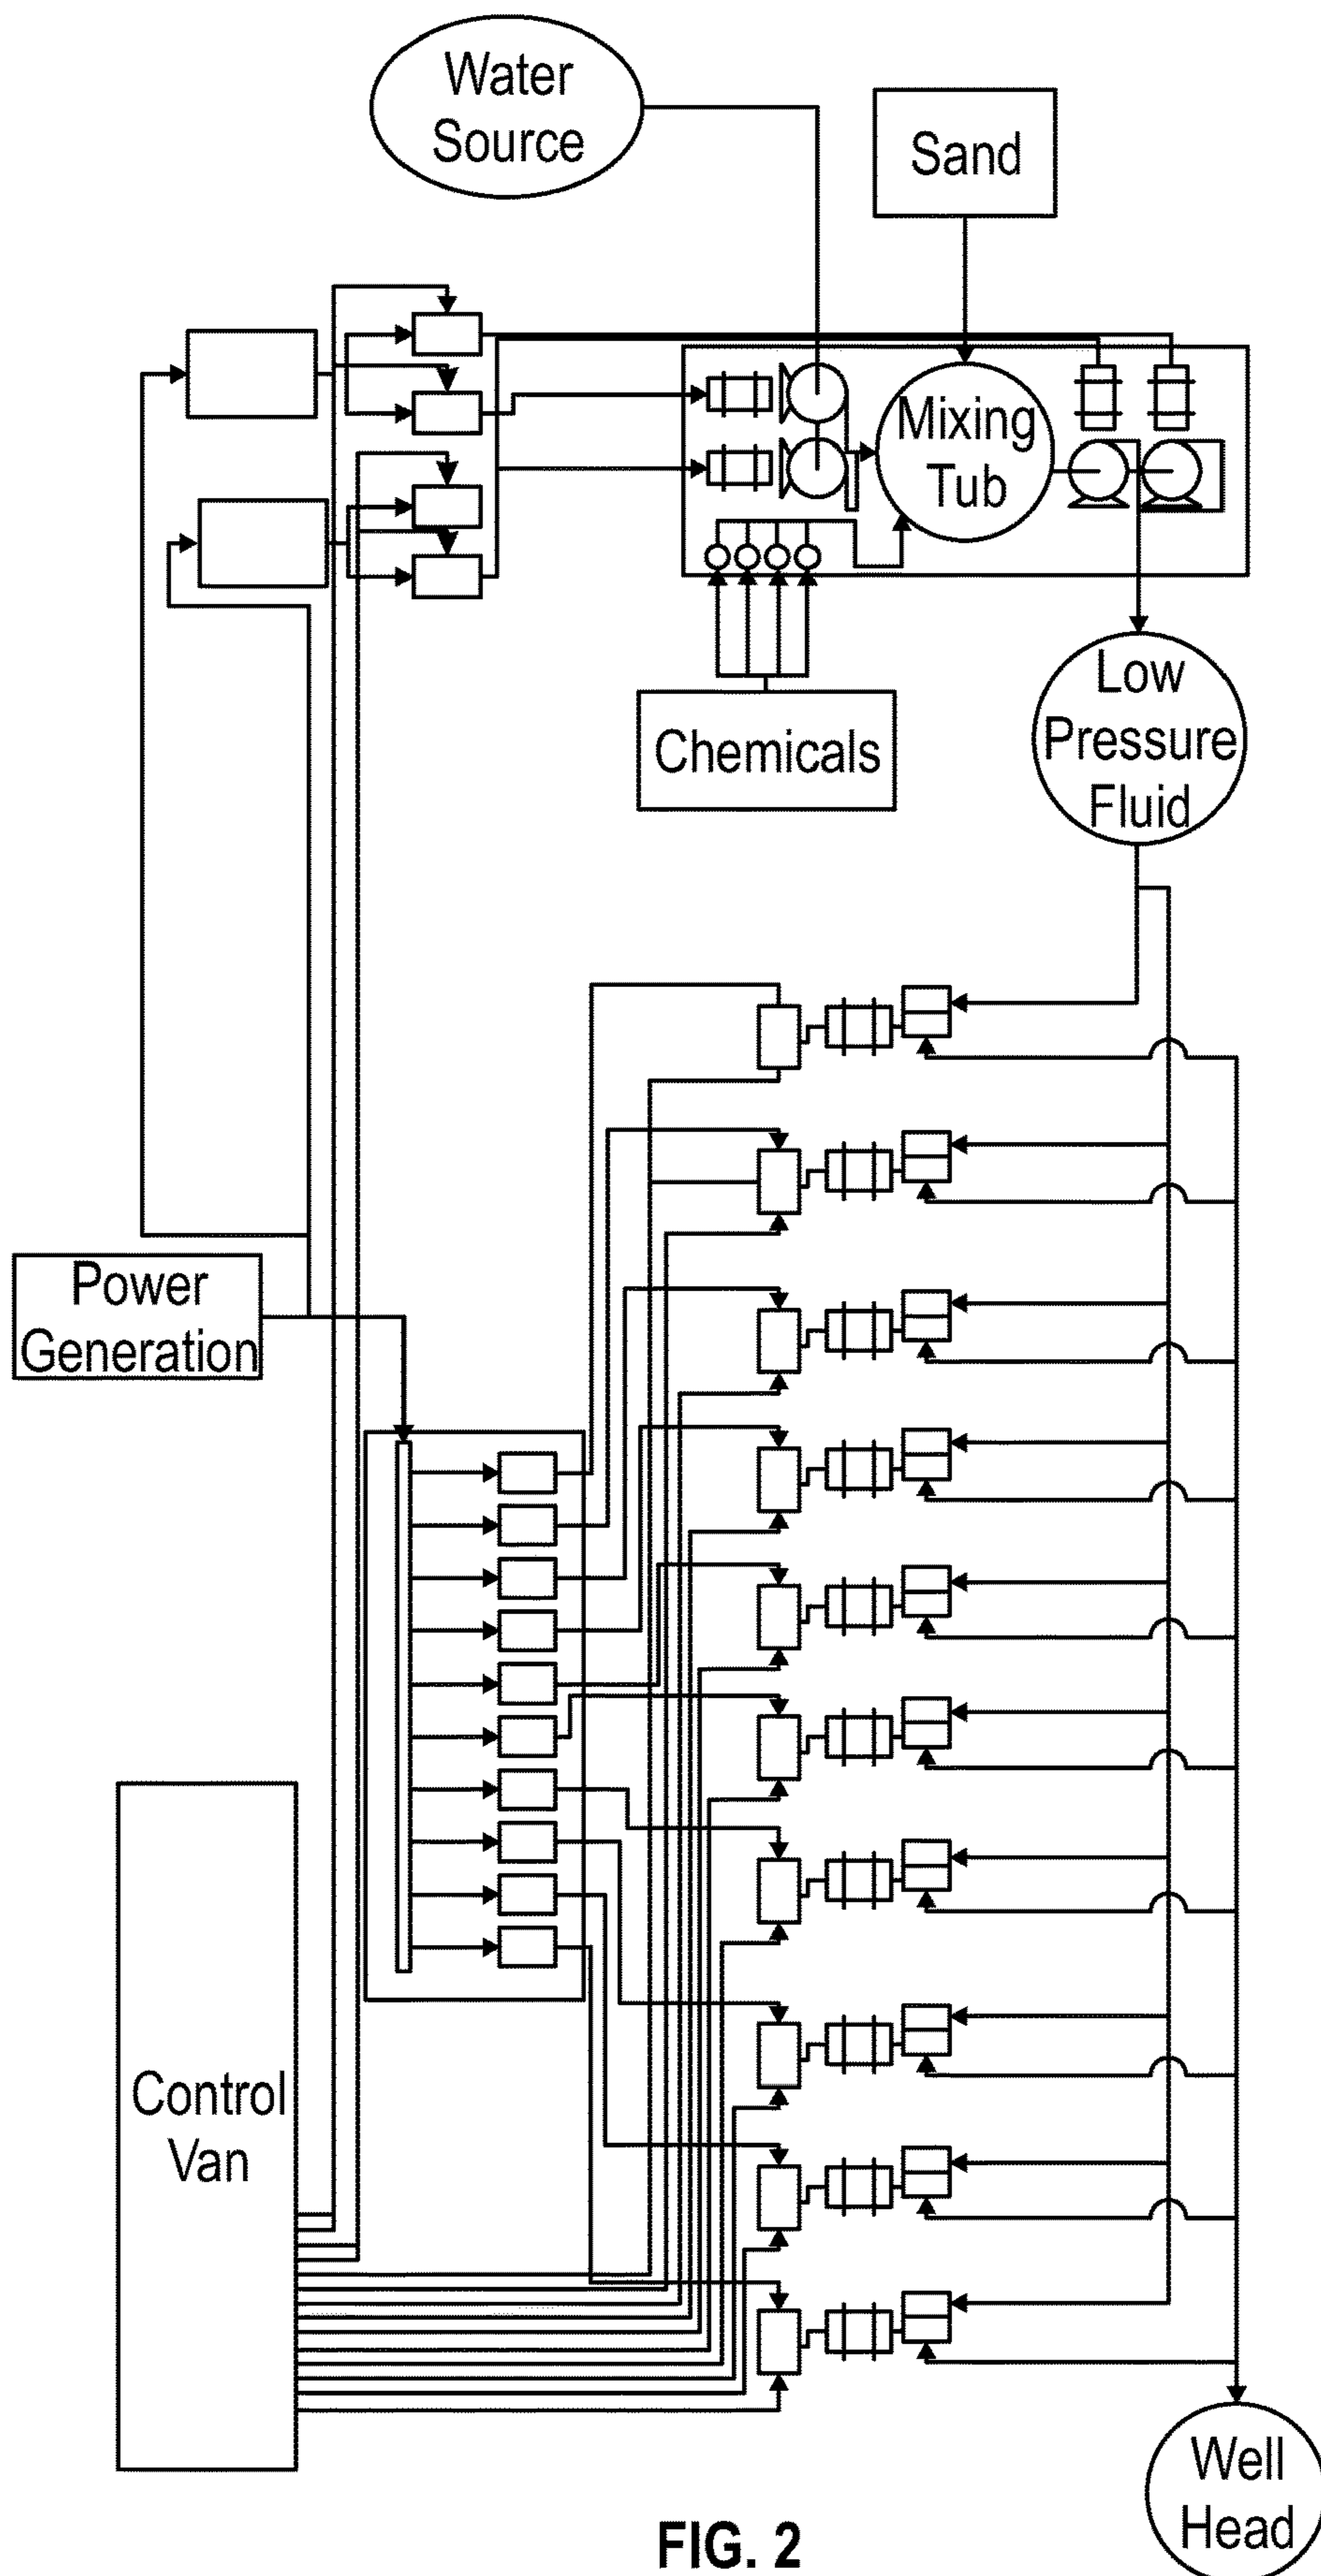 Water
Source
Sand
Mixing
Tub
Low
Pressure
Fluid
Chemicals
Power
Generation
Control
Van
Well
Head
FIG. 2